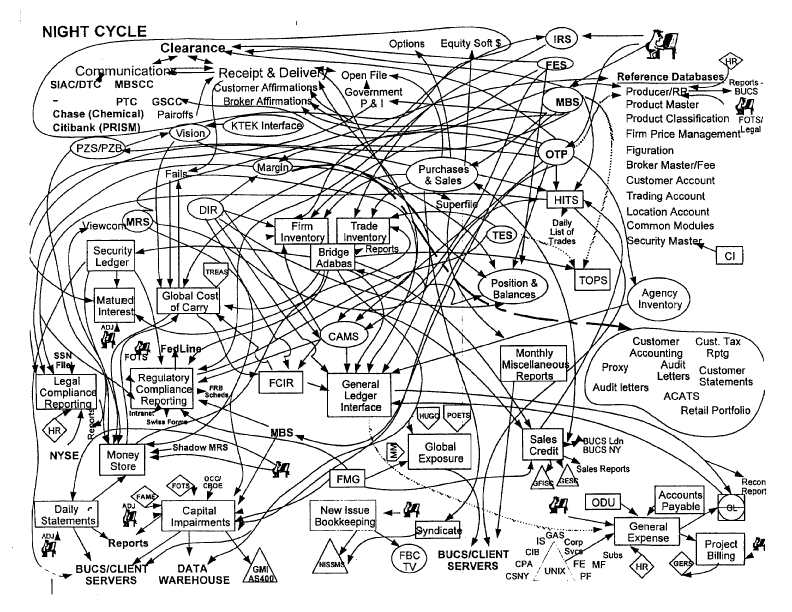 NIGHT CYCLE
Clearance
Communications
SIAC/DTC
MBSCC
PTC
GSCC
Chase (Chemical)
Pairoffs
Citibank (PRISM)
Receipt & Delivery
Customer Affirmations
Broker Affirmations
Open File
Government
P & I
Options
Equity Soft $
IRS
FES
MBS
OTP
HR
Reference Databases
Producer/RR
Product Master
Product Classification
Firm Price Management
Figuration
Broker Master/Fee
Customer Account
Trading Account
Location Account
Common Modules
Security Master
Reports -
BUCS
FOTS/
Legal
CI
PZS/PZB
Vision
KTEK Interface
Fails
Margin
Purchases
& Sales
Superfile
HITS
Daily
List of
Trades
DIR
MRS
Viewcom
Firm
Inventory
Trade
Inventory
Reports
Bridge
Adabas
TES
TOPS
Security
Ledger
TREAS
Matued
Interest
Global Cost
of Carry
Position &
Balances
Agency
Inventory
ADJ
FOTS
FedLine
CAMS
SSN
File
Legal
Compliance
Reporting
Regulatory
Compliance
Reporting
FRB
Scheds
Intranet
Swiss Forms
FCIR
General
Ledger
Interface
Monthly
Miscellaneous
Reports
Customer
Accounting
Cust. Tax
Rptg
Proxy
Audit
Letters
Customer
Statements
Audit letters
ACATS
Retail Portfolio
HR
Reports
NYSE
Money
Store
Shadow MRS
MBS
HUGO
POETS
MM
Global
Exposure
Sales
Credit
BUCS Ldn
BUCS NY
Sales Reports
GFISC
GESC
Recon
Report
GL
FMG
FAME
FOTS
OCC/
CBOE
Daily
Statements
ADJ
ADJ
Capital
Impairments
Reports
New Issue
Bookkeeping
Syndicate
NISSMS
FBC
TV
ODU
Accounts
Payable
General
Expense
Project
Billing
ADJ
HR
GERS
BUCS/CLIENT
SERVERS
DATA
WAREHOUSE
GMI
AS400
BUCS/CLIENT
SERVERS
IS
GAS
Corp
Svcs
CIB
CPA
CSNY
UNIX
FE
MF
PF
Subs